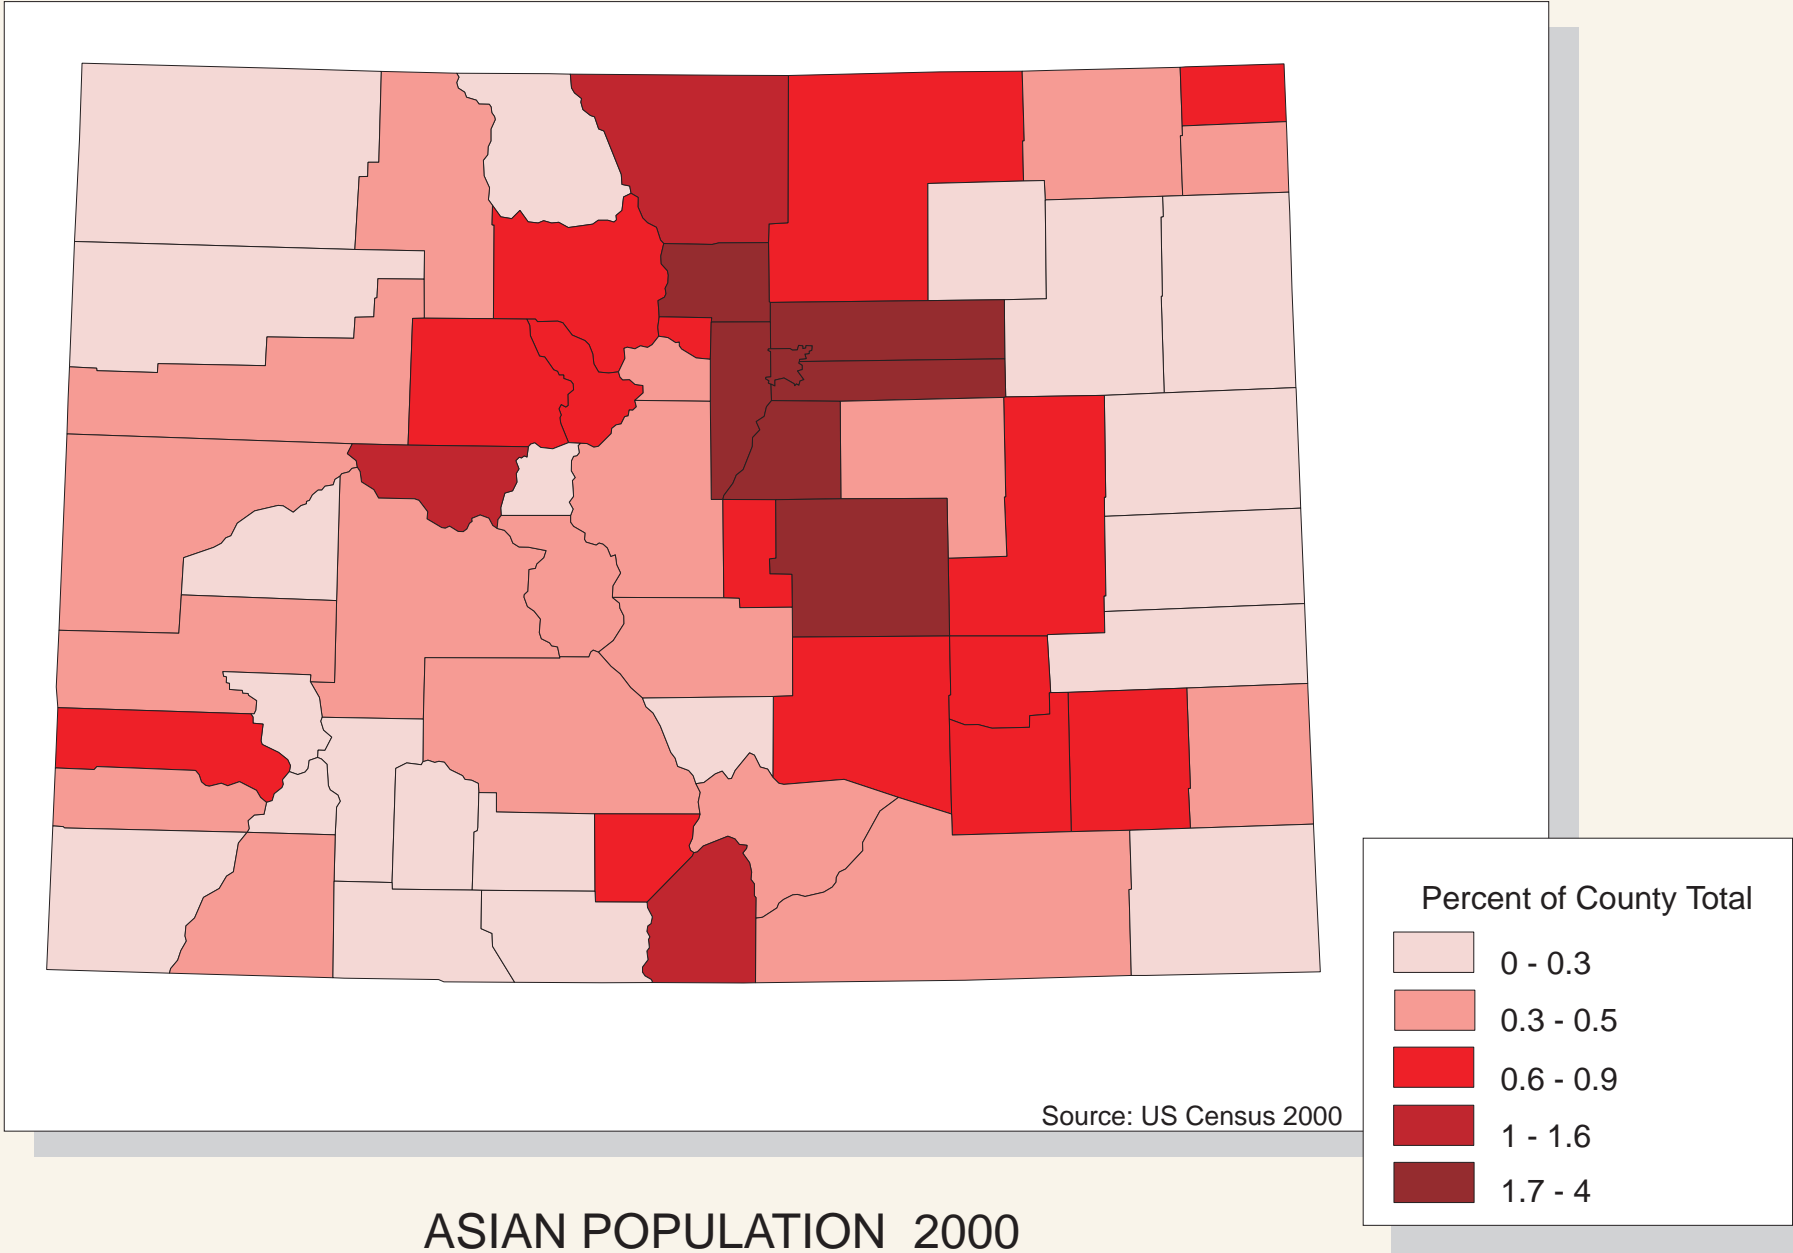 Percent of County Total
0 - 0.3
0.3 - 0.5
0.6 - 0.9
1 - 1.6
1.7 - 4
Source: US Census 2000
ASIAN POPULATION 2000